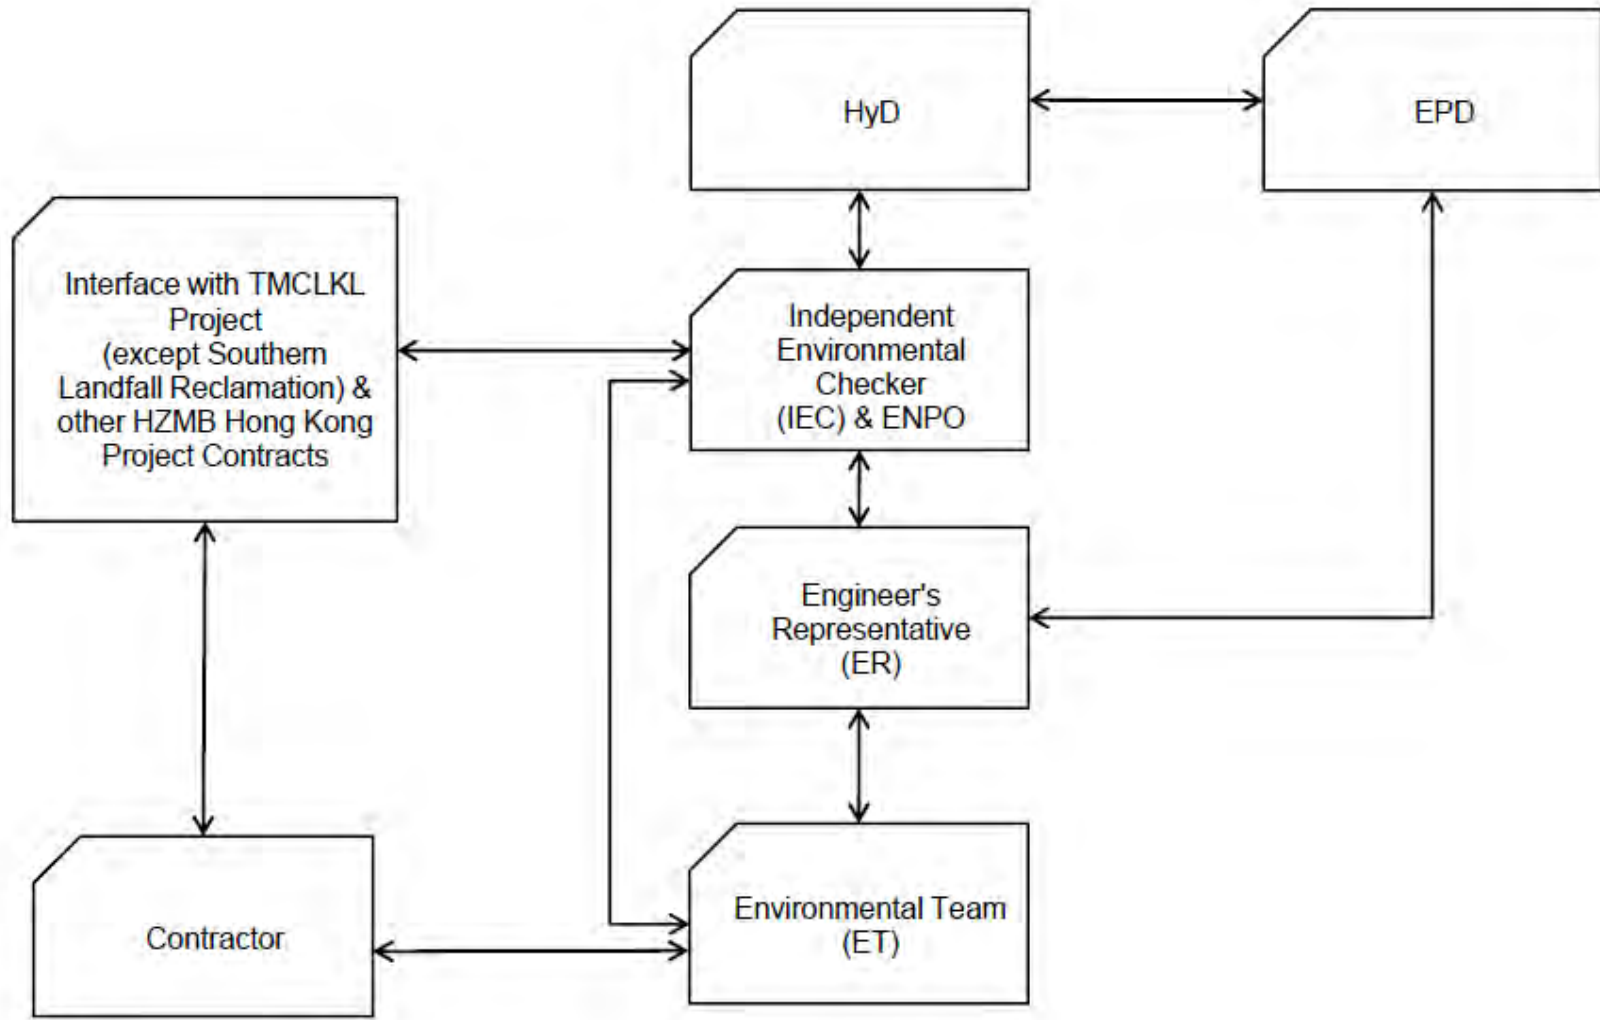 HyD
EPD
Interface with TMCLKL
Project
(except Southern
Landfall Reclamation) &
other HZMB Hong Kong
Project Contracts
Independent
Environmental
Checker
(IEC) & ENPO
Engineer's
Representative
(ER)
Contractor
Environmental Team
(ET)